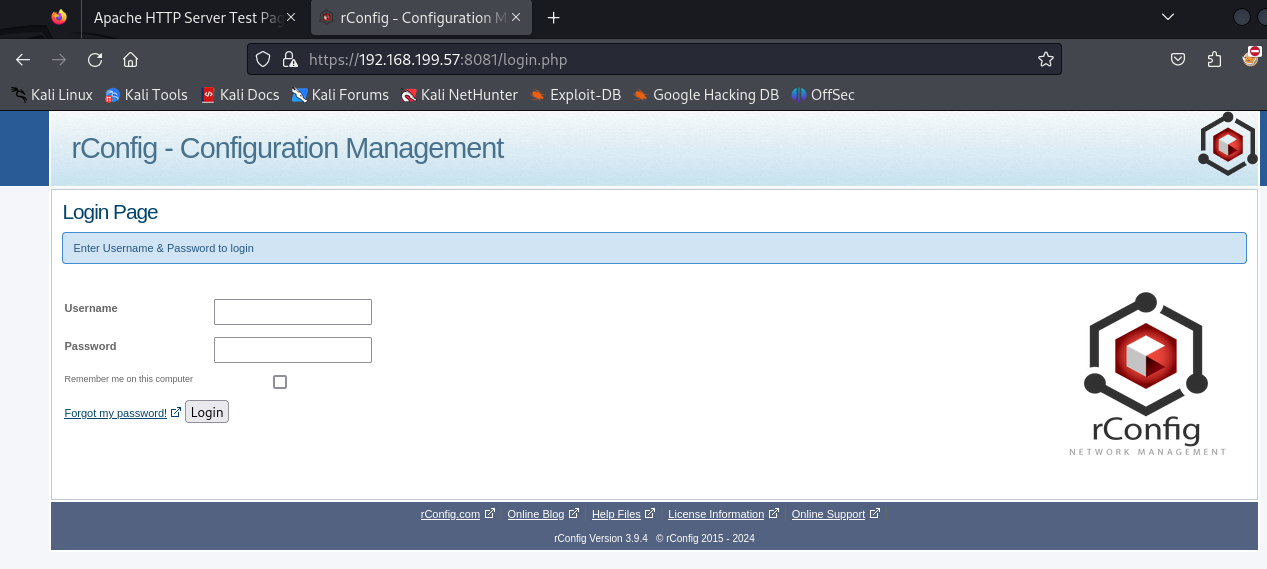 Apache HTTP Server Test Pag
rConfig - Configuration M
https://192.168.199.57:8081/login.php
Kali Linux Kali Tools Kali Docs Kali Forums Kali NetHunter Exploit-DB Google Hacking DB OffSec
rConfig - Configuration Management
Login Page
Enter Username & Password to login
Username
Password
Remember me on this computer
Forgot my password! Login
rConfig
NETWORK MANAGEMENT
rConfig.com Online Blog Help Files License Information Online Support
rConfig Version 3.9.4 © rConfig 2015 - 2024